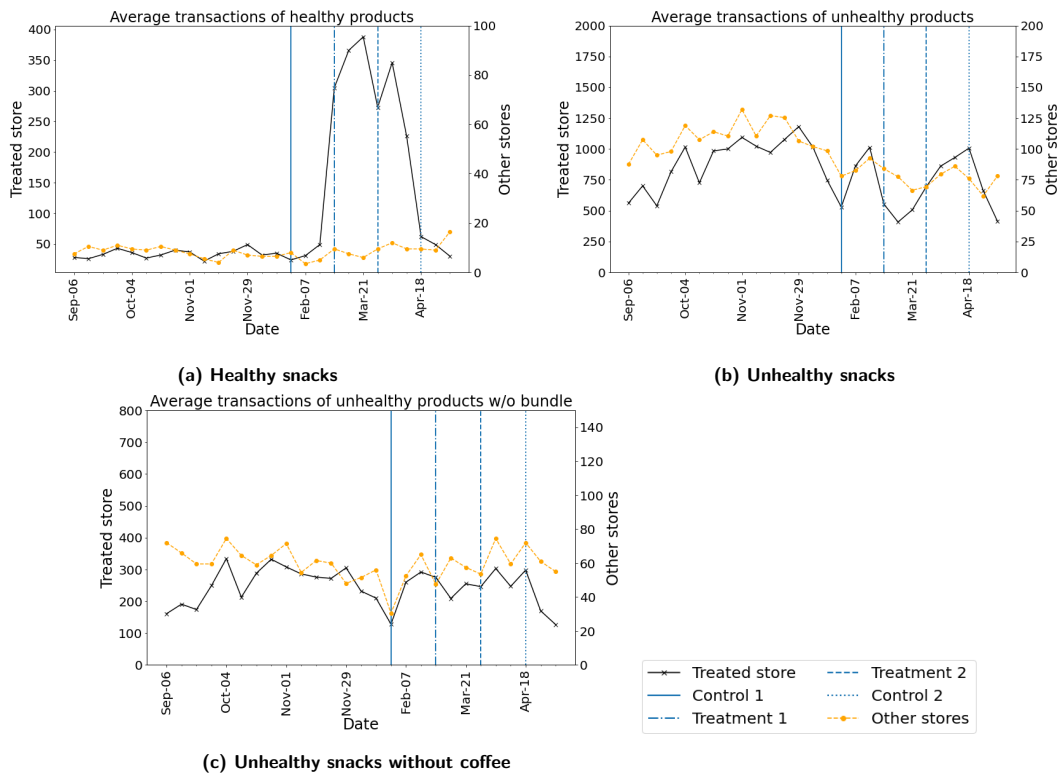 Average transactions of healthy products
400
350
300
250
200
150
100
50
Treated store
100
80
60
40
20
0
Other stores
Sep-06
Oct-04
Nov-01
Nov-29
Feb-07
Mar-21
Apr-18
Date
(a) Healthy snacks
Average transactions of unhealthy products
2000
1750
1500
1250
1000
750
500
250
0
Treated store
200
175
150
125
100
75
50
25
0
Other stores
Sep-06
Oct-04
Nov-01
Nov-29
Feb-07
Mar-21
Apr-18
Date
(b) Unhealthy snacks
Average transactions of unhealthy products w/o bundle
800
700
600
500
400
300
200
100
0
Treated store
140
120
100
80
60
40
20
0
Other stores
Sep-06
Oct-04
Nov-01
Nov-29
Feb-07
Mar-21
Apr-18
Date
(c) Unhealthy snacks without coffee
Treated store
Control 1
Treatment 1
Treatment 2
Control 2
Other stores